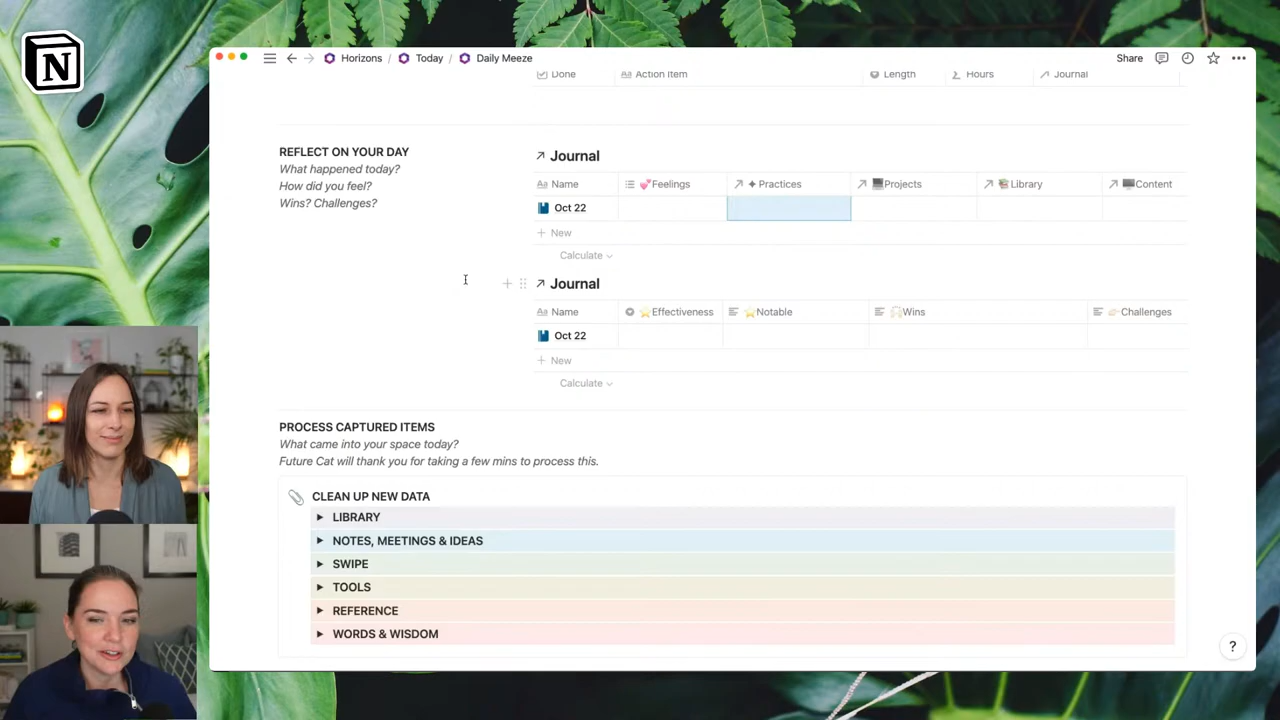 N
Horizons / Today / Daily Meeze Share
Done Action Item Length Hours Journal
REFLECT ON YOUR DAY
What happened today?
How did you feel?
Wins? Challenges?
Journal
Aa Name 💕Feelings ✦ Practices 💻Projects 📚Library 🖥Content
Oct 22
+ New
Calculate
Journal
Aa Name ⭐Effectiveness ⭐Notable Wins 👉Challenges
Oct 22
+ New
Calculate
PROCESS CAPTURED ITEMS
What came into your space today?
Future Cat will thank you for taking a few mins to process this.
CLEAN UP NEW DATA
LIBRARY
NOTES, MEETINGS & IDEAS
SWIPE
TOOLS
REFERENCE
WORDS & WISDOM
?